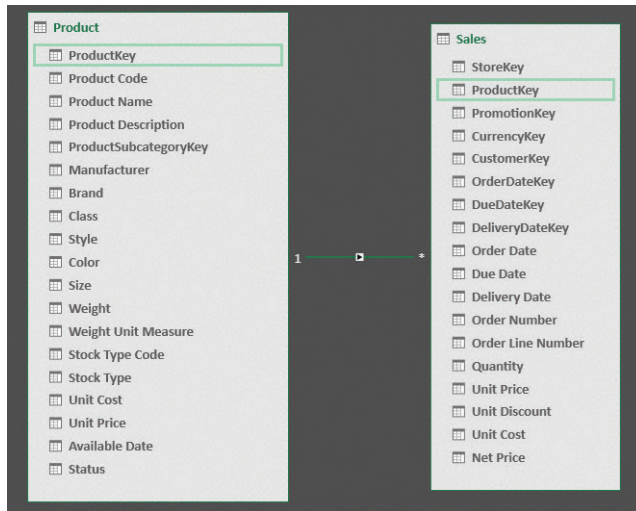 Product
ProductKey
Product Code
Product Name
Product Description
ProductSubcategoryKey
Manufacturer
Brand
Class
Style
Color
Size
Weight
Weight Unit Measure
Stock Type Code
Stock Type
Unit Cost
Unit Price
Available Date
Status
1
*
Sales
StoreKey
ProductKey
PromotionKey
CurrencyKey
CustomerKey
OrderDateKey
DueDateKey
DeliveryDateKey
Order Date
Due Date
Delivery Date
Order Number
Order Line Number
Quantity
Unit Price
Unit Discount
Unit Cost
Net Price